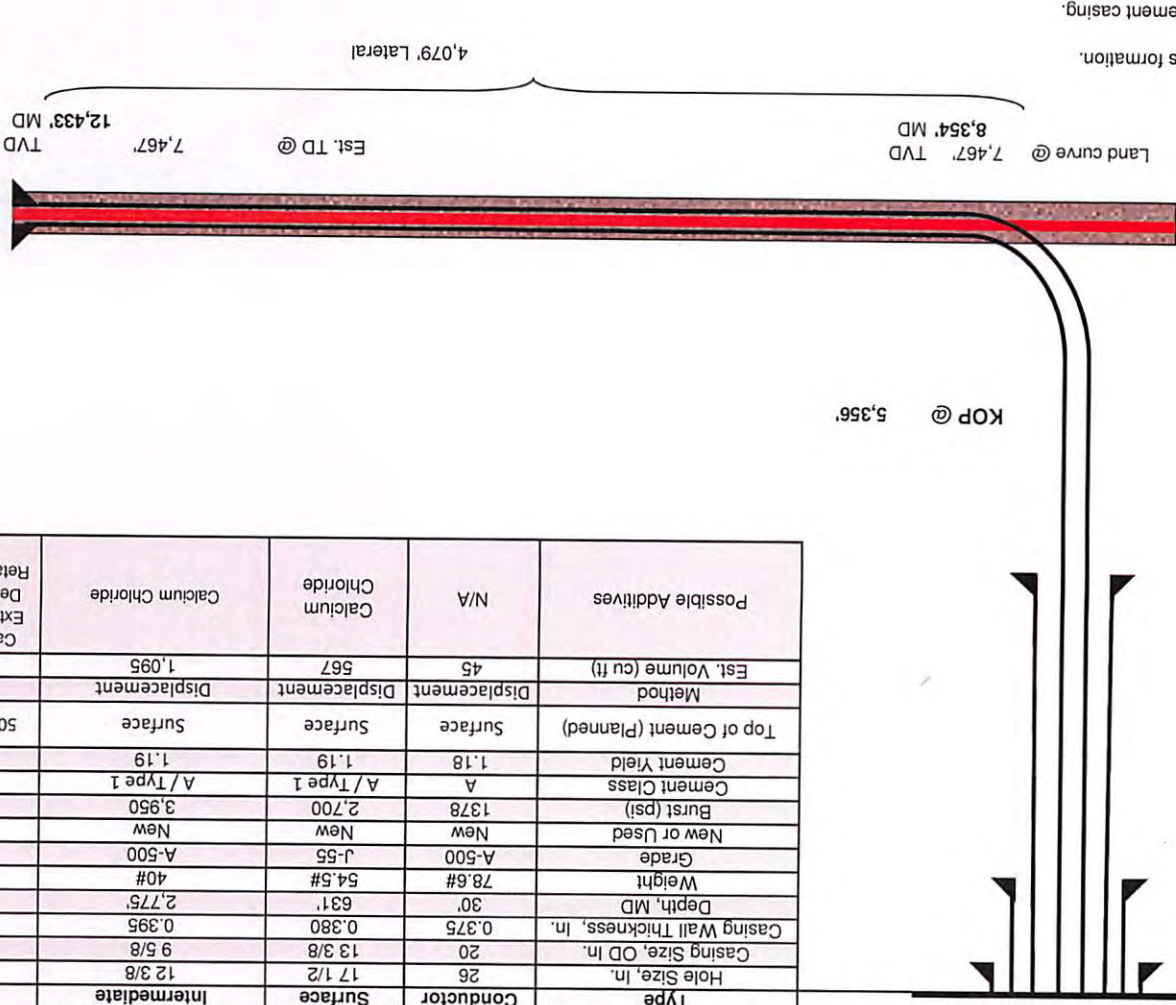 Type Conductor Surface Intermediate
Hole Size, In. 26 17 1/2 12 3/8
Casing Size, OD In. 20 13 3/8 9 5/8
Casing Wall Thickness, In. 0.375 0.380 0.395
Depth, MD 30' 631' 2,775'
Weight 78.6# 54.5# 40#
Grade A-500 J-55 A-500
New or Used New New New
Burst (psi) 1378 2,700 3,950
Cement Class A A / Type 1 A / Type 1
Cement Yield 1.18 1.19 1.19
Top of Cement (Planned) Surface Surface Surface 50
Method Displacement Displacement Displacement
Est. Volume (cu ft) 45 567 1,095
Possible Additives N/A Calcium
Chloride
Calcium Chloride
Ca
Ext
De
Reta
KOP @ 5,356'
Land curve @ 7,467' TVD
8,354' MD
Est. TD @ 7,467' TVD
12,433' MD
4,079' Lateral
s formation.
ement casing.